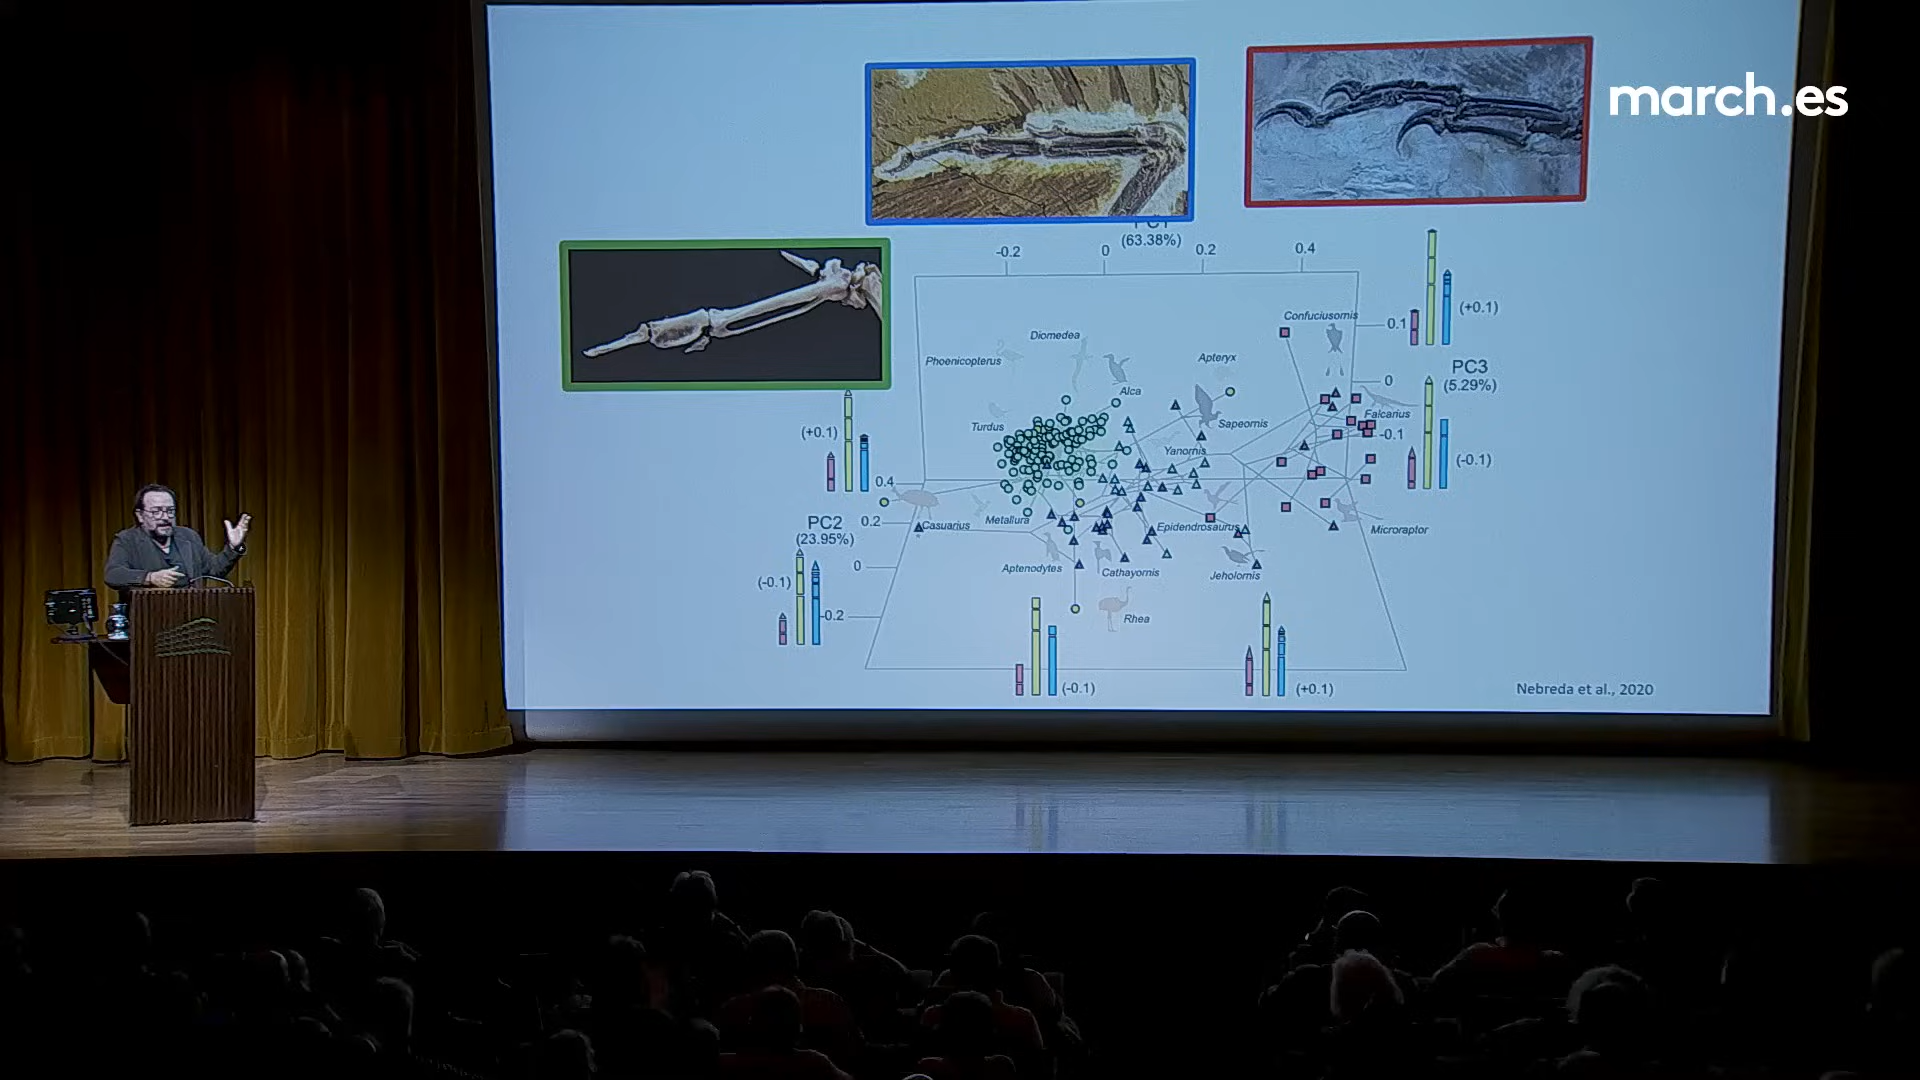 march.es
PC1
(63.38%)
-0.2
0
0.2
0.4
Confuciusornis
0.1
(+0.1)
Diomedea
Phoenicopterus
Apteryx
PC3
(5.29%)
0
Alca
Falcarius
Turdus
Sapeornis
(+0.1)
-0.1
Yanornis
(-0.1)
0.4
Metallura
PC2
(23.95%)
0.2
Casuarius
Epidendrosaurus
Microraptor
Aptenodytes
Cathayornis
Jeholornis
0
(-0.1)
-0.2
Rhea
(-0.1)
(+0.1)
Nebreda et al., 2020